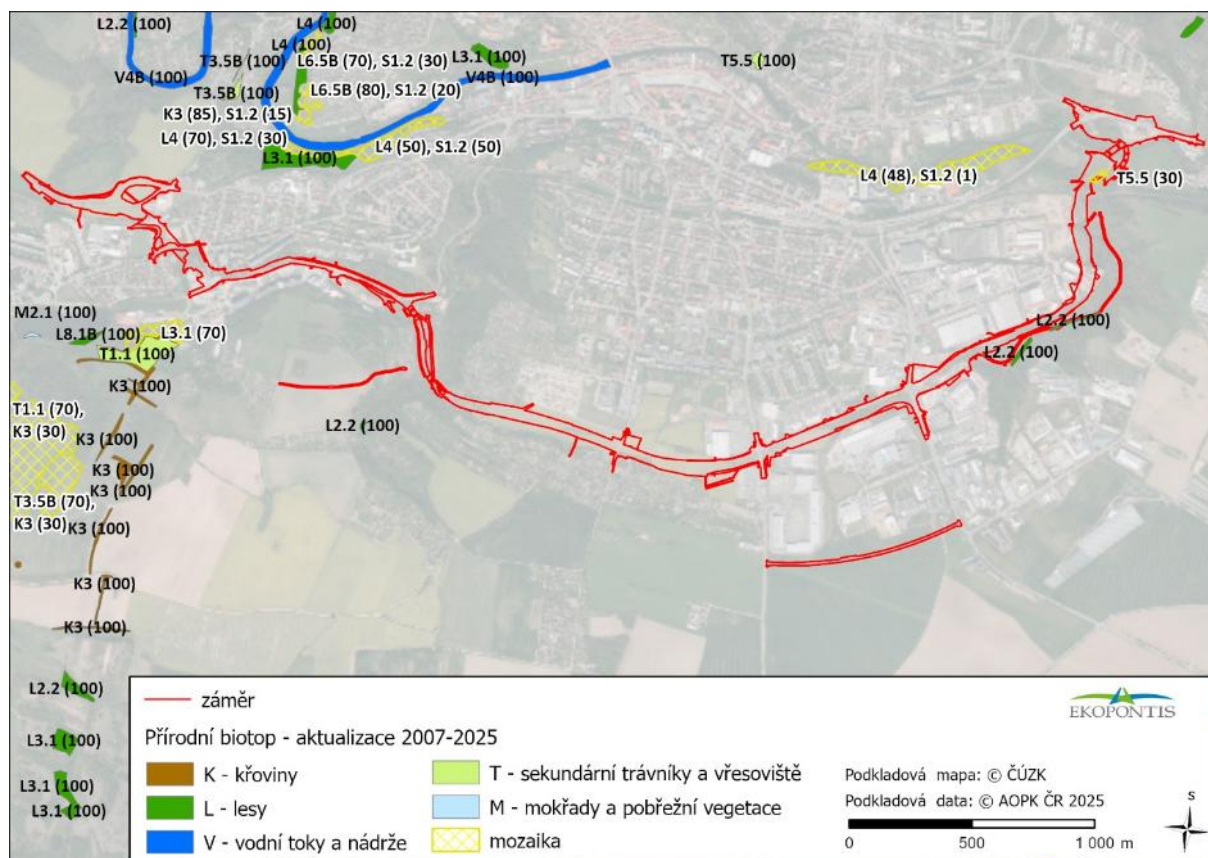 L2.2 (100)
L4 (100)
L4 (100)
T3.5B (100)
L3.1 (100)
T5.5 (100)
L6.5B (70), S1.2 (30)
V4B (100)
V4B (100)
T3.5B (100)
L6.5B (80), S1.2 (20)
K3 (85), S1.2 (15)
L4 (70), S1.2 (30)
L4 (50), S1.2 (50)
L3.1 (100)
L4 (48), S1.2 (1)
T5.5 (30)
M2.1 (100)
L8.1B (100)
L3.1 (70)
T1.1 (100)
L2.2 (100)
L2.2 (100)
K3 (100)
T1.1 (70),
K3 (30)
L2.2 (100)
K3 (100)
K3 (100)
K3 (100)
T3.5B (70),
K3 (30)
K3 (100)
K3 (100)
K3 (100)
L2.2 (100)
L3.1 (100)
L3.1 (100)
L3.1 (100)
záměr
EKOPONTIS
Přírodní biotop - aktualizace 2007-2025
K - křoviny
L - lesy
V - vodní toky a nádrže
T - sekundární trávníky a vřesoviště
M - mokřady a pobřežní vegetace
mozaika
Podkladová mapa: © ČÚZK
Podkladová data: © AOPK ČR 2025
0 500 1 000 m
S